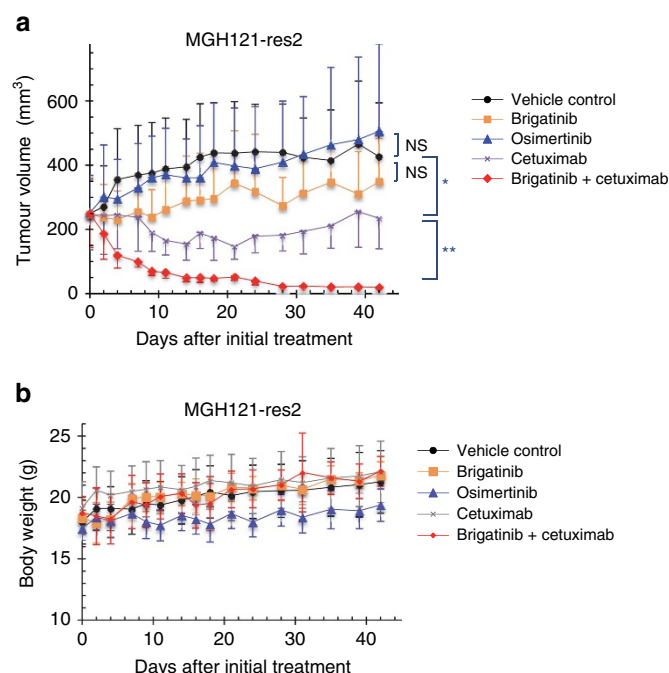 a
MGH121-res2
Tumour volume (mm³)
600
400
200
0
0 10 20 30 40
Days after initial treatment
NS
NS
*
**
Vehicle control
Brigatinib
Osimertinib
Cetuximab
Brigatinib + cetuximab
b
MGH121-res2
Body weight (g)
25
20
15
10
0 10 20 30 40
Days after initial treatment
Vehicle control
Brigatinib
Osimertinib
Cetuximab
Brigatinib + cetuximab